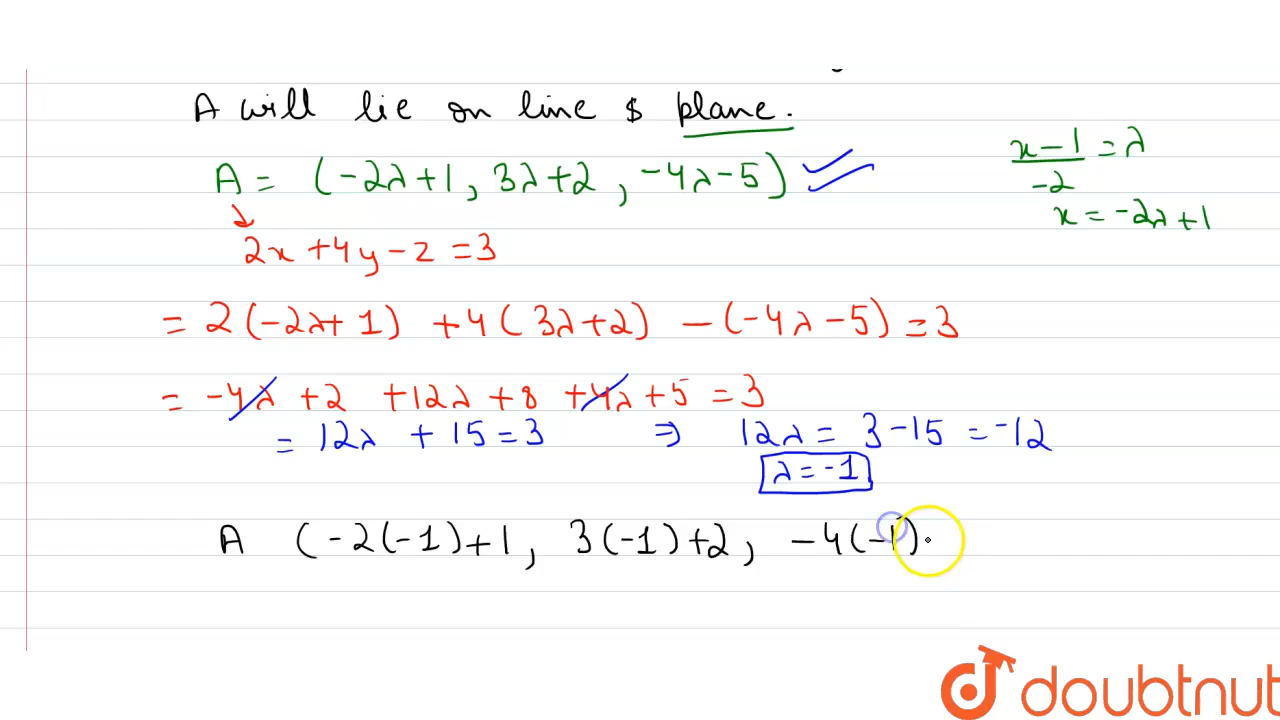 A will lie on line $ plane.
A = (-2λ+1, 3λ+2, -4λ-5)
x-1/-2 = λ
x = -2λ+1
2x+4y-z=3
= 2(-2λ+1) +4(3λ+2) -(-4λ-5) = 3
= -4λ +2 +12λ+8 +4λ+5 = 3
= 12λ + 15 = 3 ⇒ 12λ = 3-15 = -12
λ = -1
A (-2(-1)+1, 3(-1)+2, -4(-1)
doubtnut